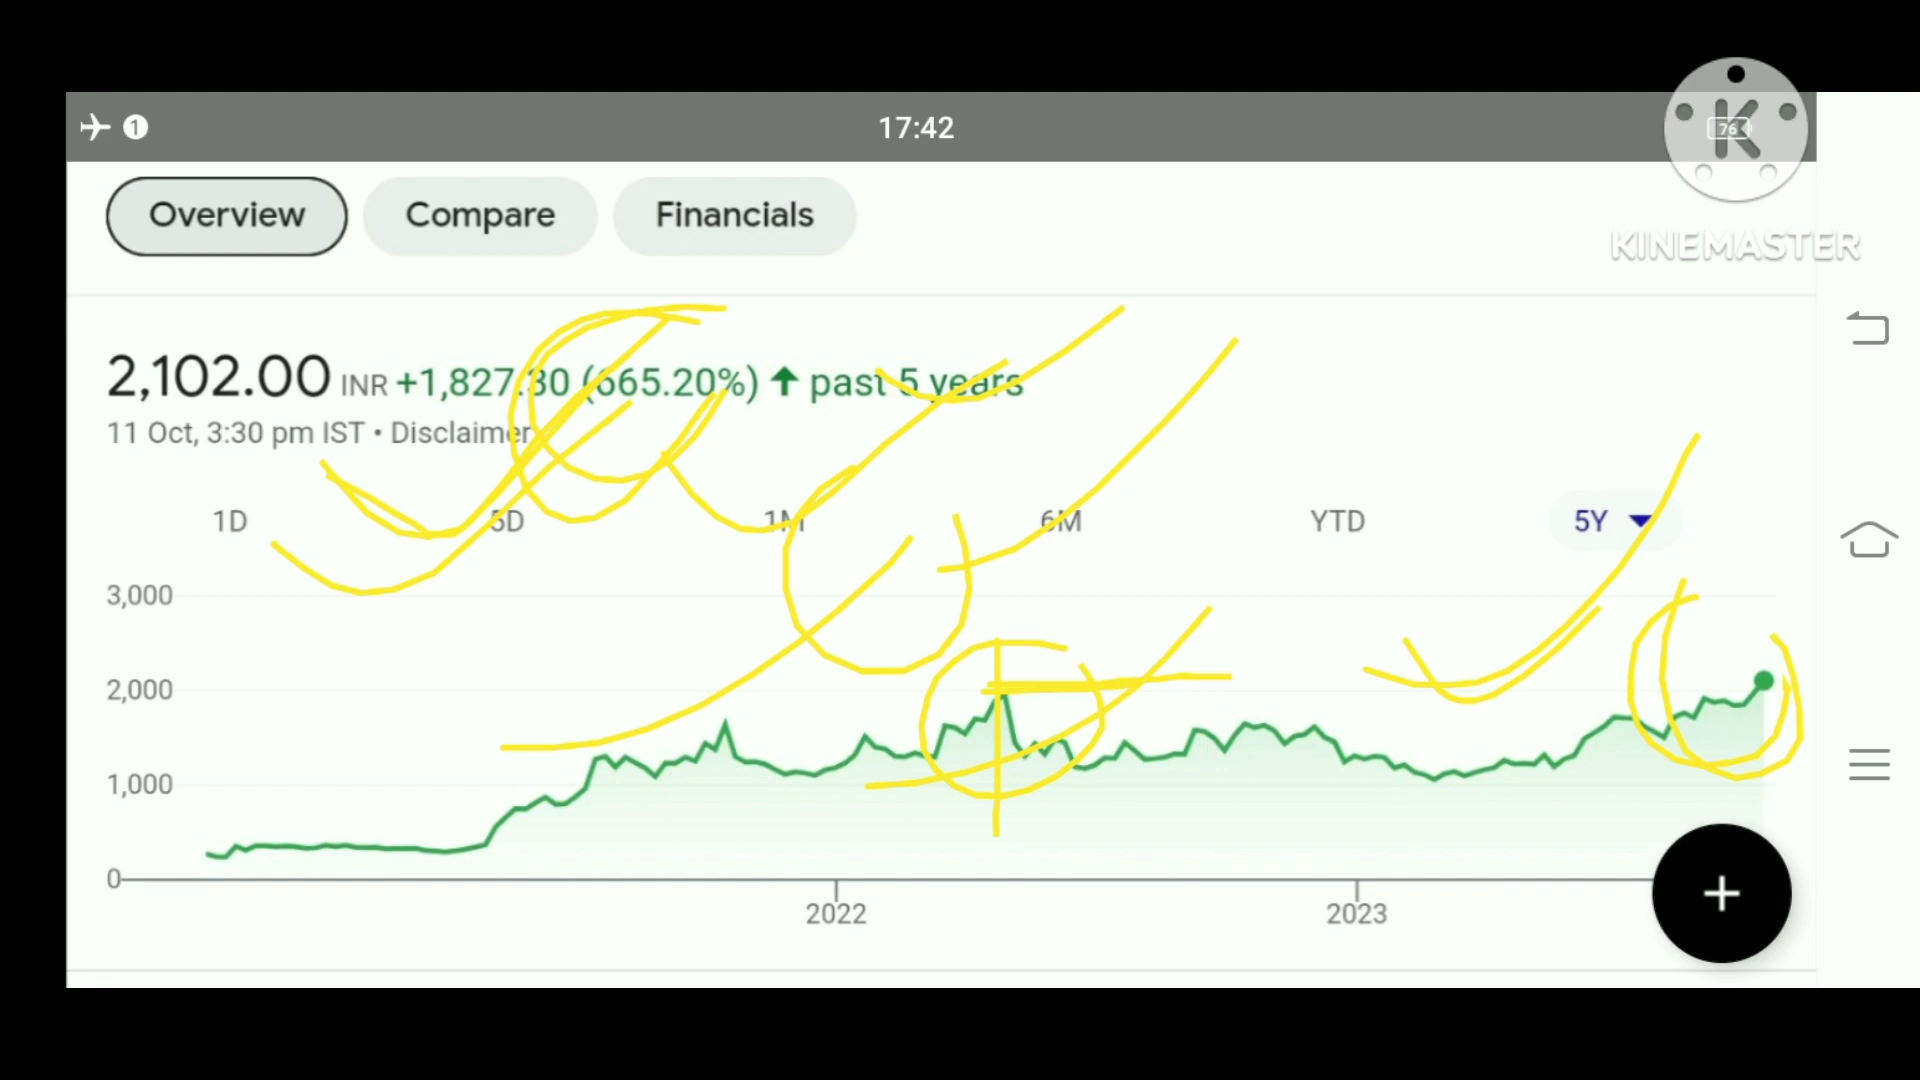 17:42
76
KINEMASTER
Overview Compare Financials
2,102.00 INR +1,827.30 (665.20%) ↑ past 5 years
11 Oct, 3:30 pm IST • Disclaimer
1D 5D 1M 6M YTD 5Y
3,000
2,000
1,000
0
2022 2023